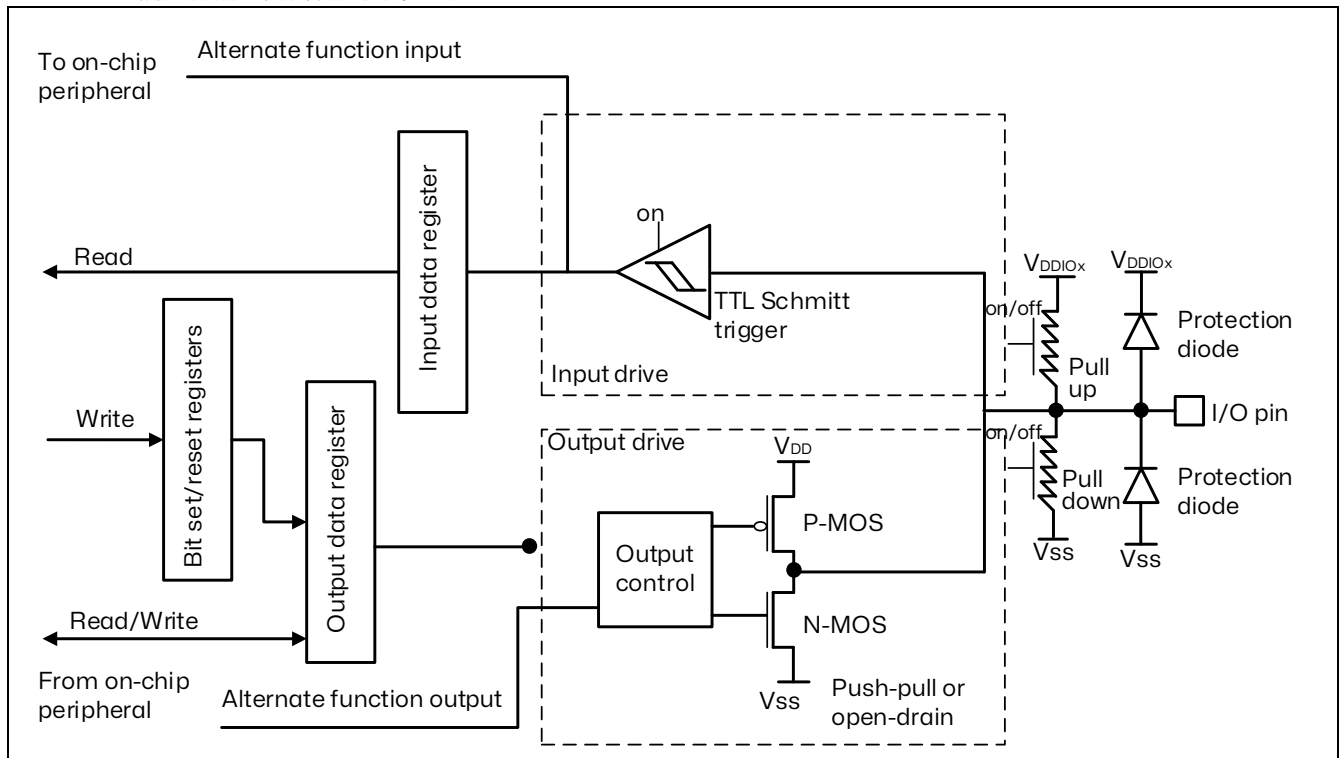 Alternate function input
To on-chip
peripheral
Input data register
on
Read
TTL Schmitt
trigger
VDDIOx
VDDIOx
on/off
Protection
diode
Pull
up
Input drive
Bit set/reset registers
Write
Output data register
I/O pin
Output drive
on/off
VDD
Pull
down
Protection
diode
P-MOS
Output
control
Vss
Vss
Read/Write
N-MOS
From on-chip
peripheral
Alternate function output
Vss
Push-pull or
open-drain